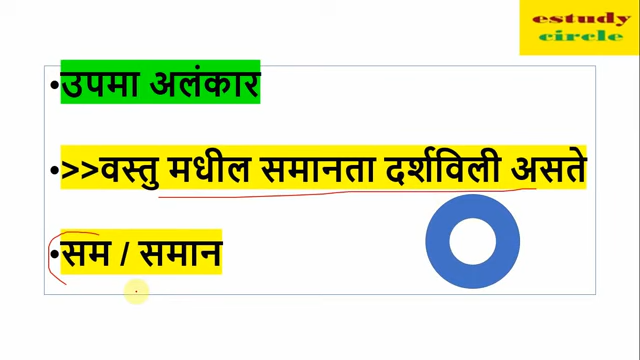 estudy
circle
•उपमा अलंकार
•>>वस्तु मधील समानता दर्शविली असते
•सम / समान